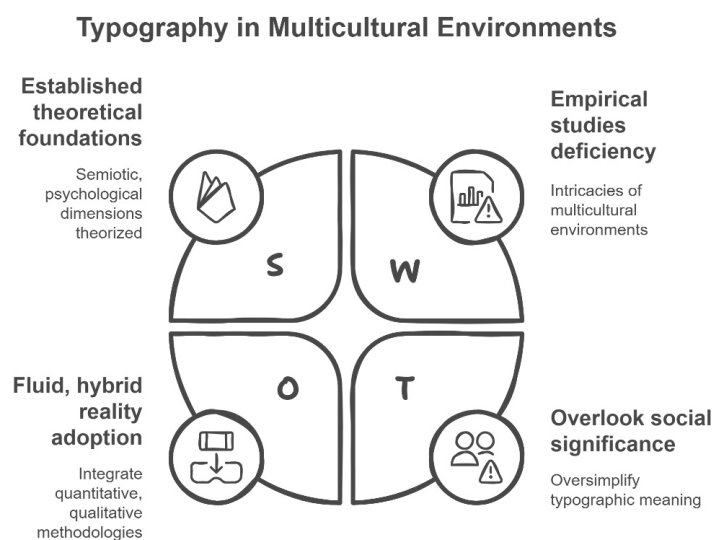 Typography in Multicultural Environments
Established
theoretical
foundations
Semiotic,
psychological
dimensions
theorized
S
Empirical
studies
deficiency
Intricacies of
multicultural
environments
W
Fluid, hybrid
reality
adoption
Integrate
quantitative,
qualitative
methodologies
O
Overlook social
significance
Oversimplify
typographic meaning
T